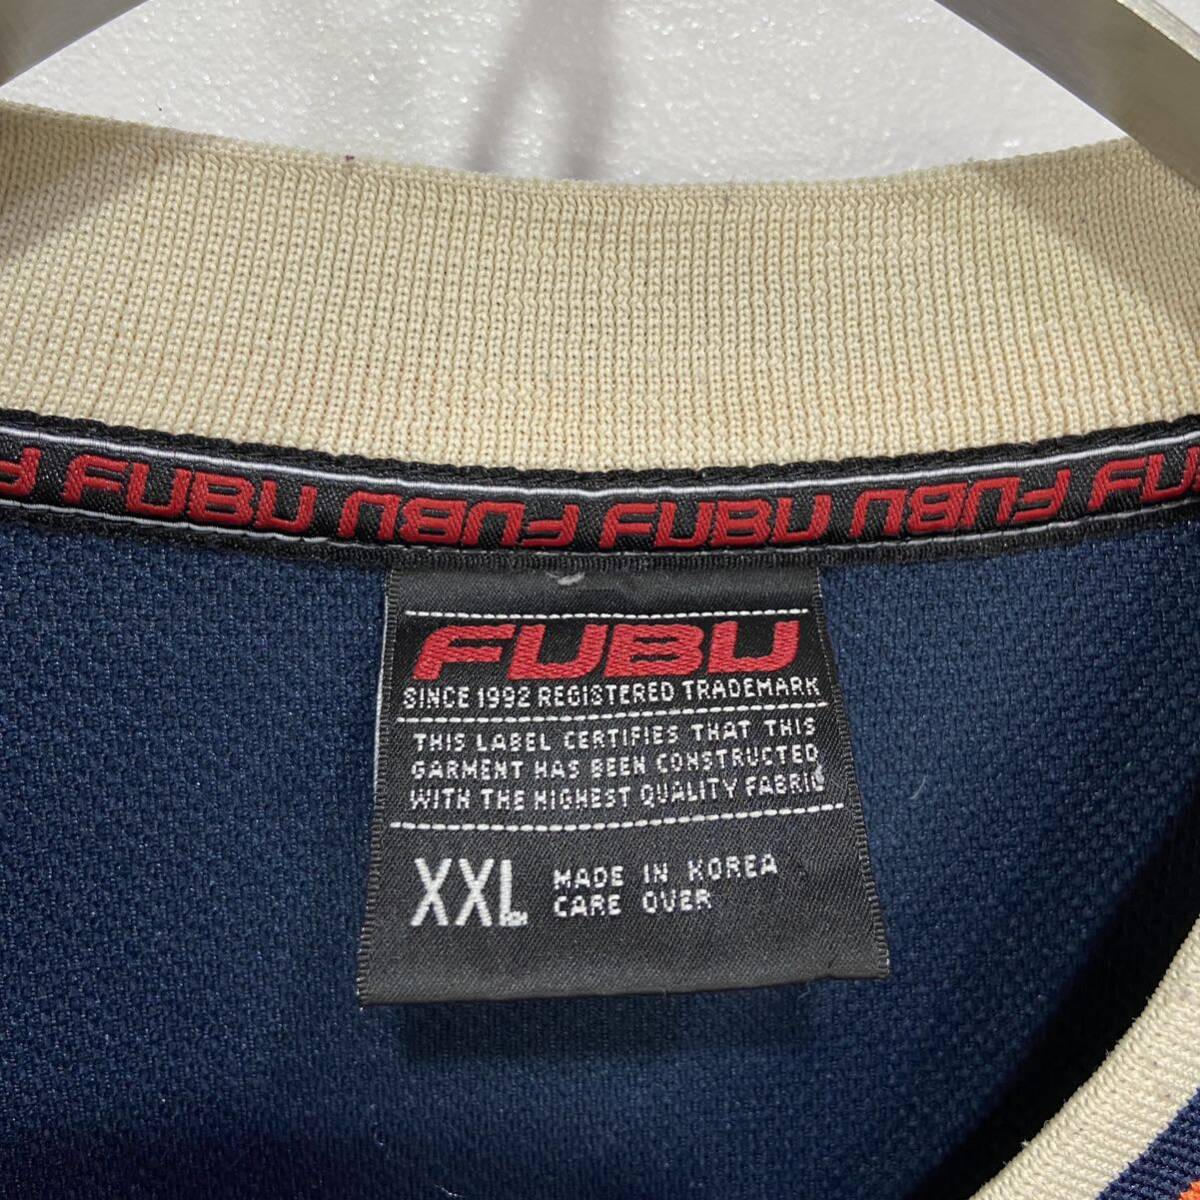 FUBU FUBU FUBU FUBU FU
FUBU
SINCE 1992 REGISTERED TRADEMARK
THIS LABEL CERTIFIES THAT THIS
GARMENT HAS BEEN CONSTRUCTED
WITH THE HIGHEST QUALITY FABRIC
XXL MADE IN KOREA
CARE OVER